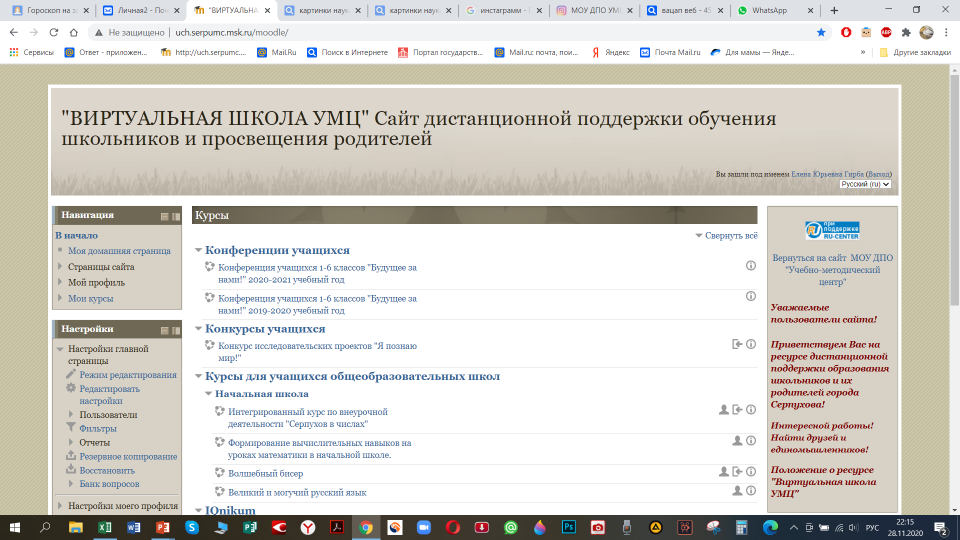 Гороскоп на за
Личная2 - Поч
"ВИРТУАЛЬНА
картинки наук
картинки наук
инстаграмм - П
МОУ ДПО УМЦ
вацап веб - 45
WhatsApp
Не защищено | uch.serpumc.msk.ru/moodle/
Сервисы
Ответ - приложен...
http://uch.serpumc....
Mail.Ru
Поиск в Интернете
Портал государств...
Mail.ru: почта, пои...
Яндекс
Почта Mail.ru
Для мамы — Янде...
»
Другие закладки
"ВИРТУАЛЬНАЯ ШКОЛА УМЦ" Сайт дистанционной поддержки обучения
школьников и просвещения родителей
Вы зашли под именем Елена Юрьевна Гирба (Выход)
Русский (ru)
Навигация
В начало
Моя домашняя страница
Страницы сайта
Мой профиль
Мои курсы
Настройки
Настройки главной
страницы
Режим редактирования
Редактировать
настройки
Пользователи
Фильтры
Отчеты
Резервное копирование
Восстановить
Банк вопросов
Настройки моего профиля
Курсы
Свернуть всё
Конференции учащихся
Конференция учащихся 1-6 классов "Будущее за
нами!" 2020-2021 учебный год
Конференция учащихся 1-6 классов "Будущее за
нами!" 2019-2020 учебный год
Конкурсы учащихся
Конкурс исследовательских проектов "Я познаю
мир!"
Курсы для учащихся общеобразовательных школ
Начальная школа
Интегрированный курс по внеурочной
деятельности "Серпухов в числах"
Формирование вычислительных навыков на
уроках математики в начальной школе.
Волшебный бисер
Великий и могучий русский язык
IQnikum
при
поддержке
RU-CENTER
Вернуться на сайт МОУ ДПО
"Учебно-методический
центр"
Уважаемые
пользователи сайта!
Приветствуем Вас на
ресурсе дистанционной
поддержки образования
школьников и их
родителей города
Серпухова!
Интересной работы!
Найти друзей и
единомышленников!
Положение о ресурсе
"Виртуальная школа
УМЦ"
РУС
22:15
28.11.2020
2